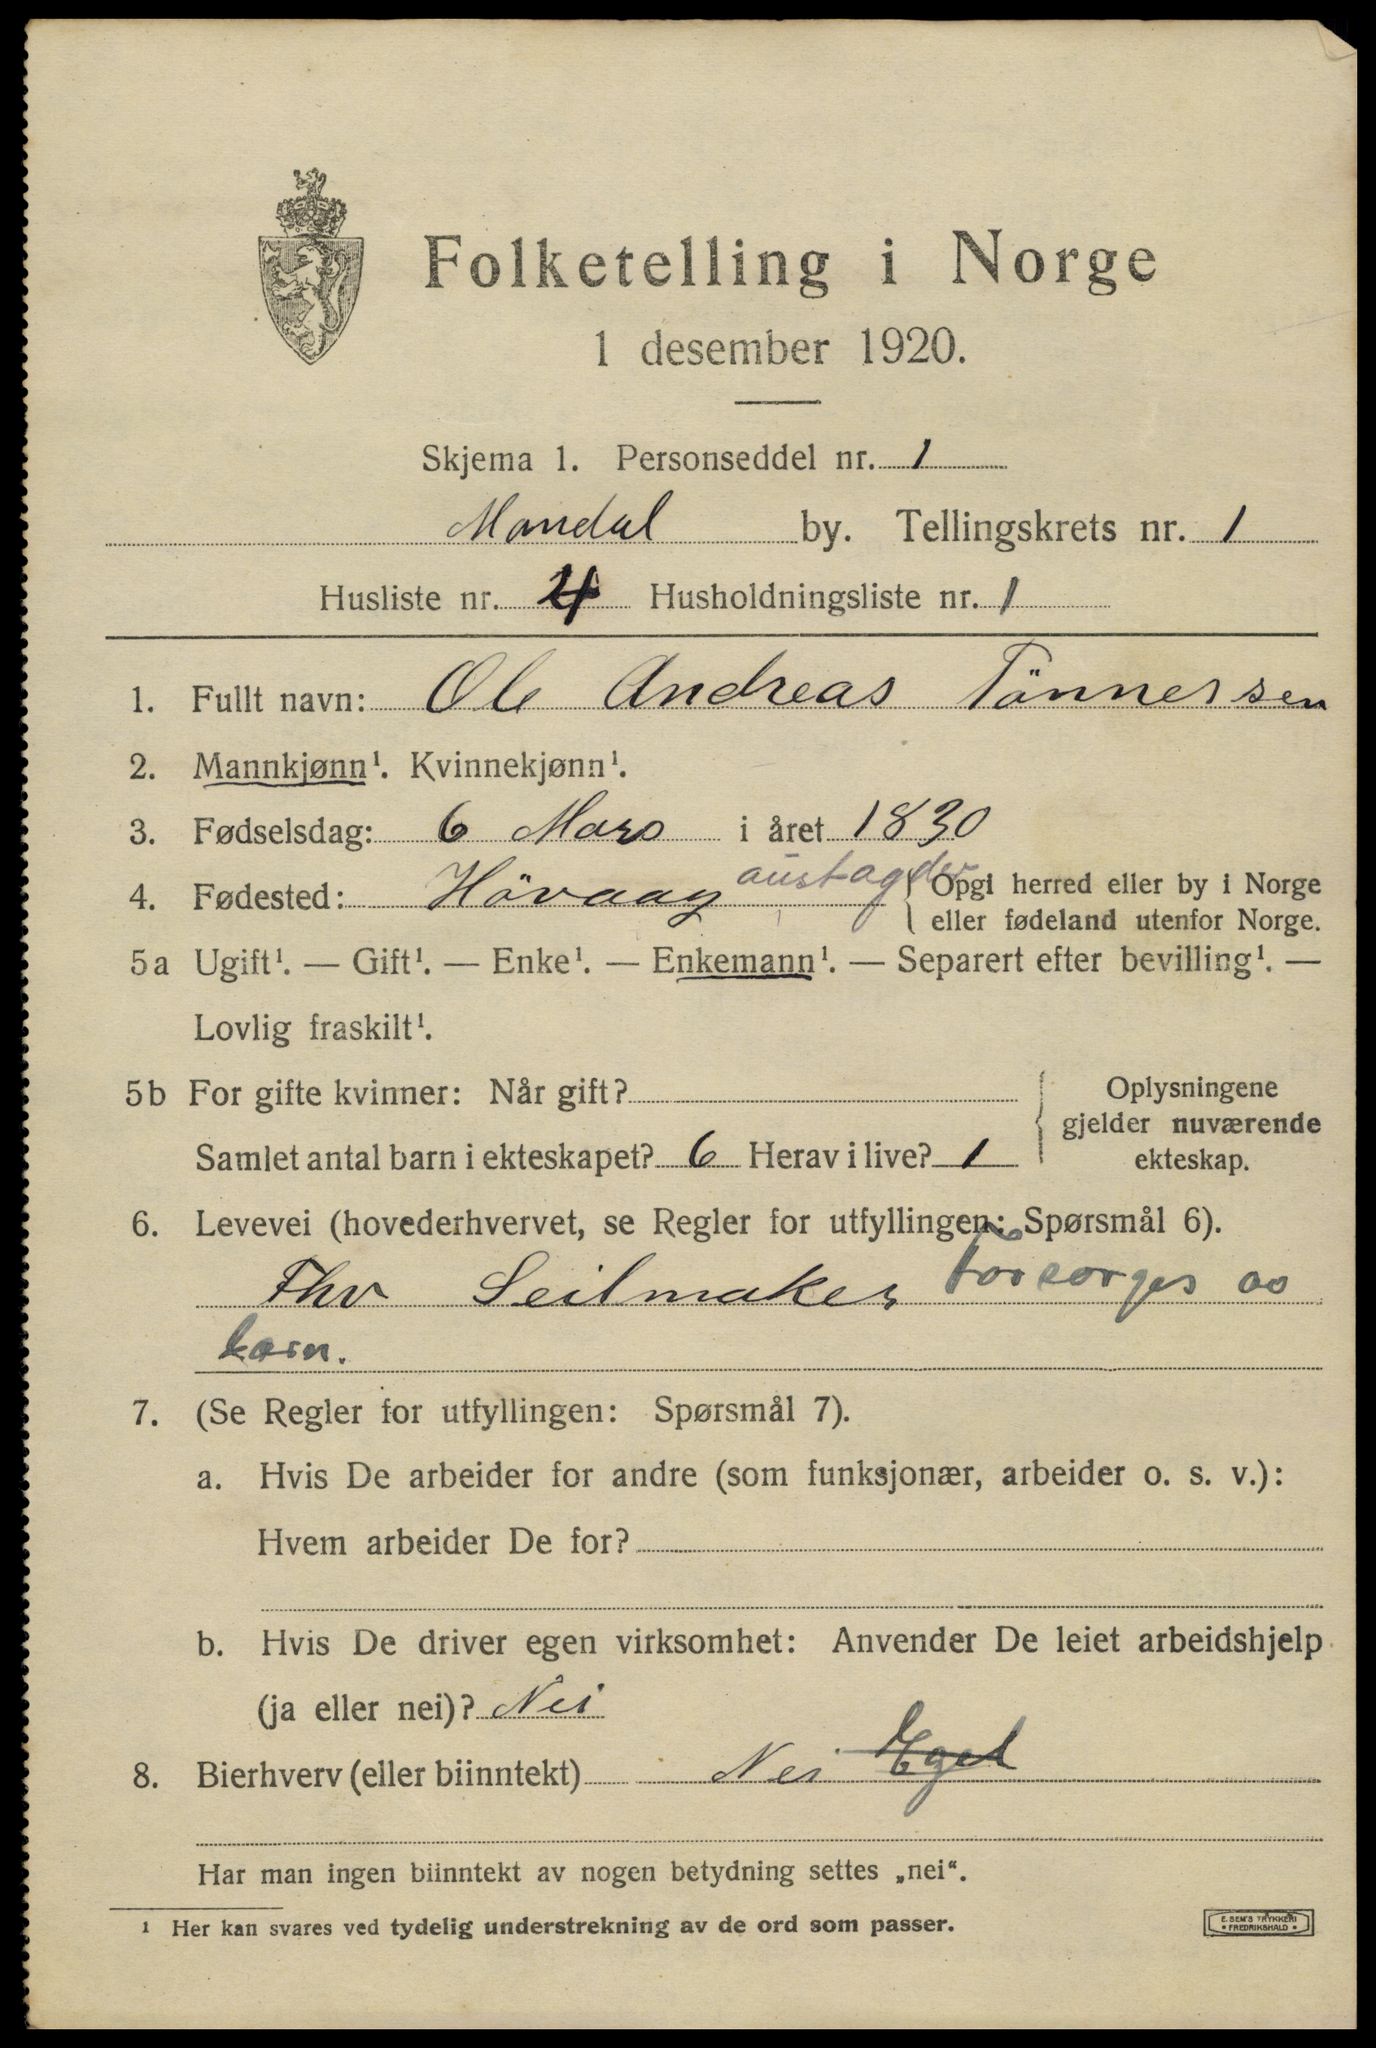 Folketelling i Norge
1 desember 1920.
Skjema 1. Personseddel nr. 1
Mandal by. Tellingskrets nr. 1
Husliste nr. 4 Husholdningsliste nr. 1
1. Fullt navn: Ole Andreas Tönnersen
2. Mannkjønn¹. Kvinnekjønn¹.
3. Fødselsdag: 6 Mars i året 1830
4. Fødested: Hövaag austagder { Opgi herred eller by i Norge
eller fødeland utenfor Norge.
5a Ugift¹. — Gift¹. — Enke¹. — Enkemann¹. — Separert efter bevilling¹. —
Lovlig fraskilt¹.
5b For gifte kvinner: Når gift?
Samlet antal barn i ekteskapet? 6 Herav i live? 1
Oplysningene
gjelder nuværende
ekteskap.
6. Levevei (hovederhvervet, se Regler for utfyllingen: Spørsmål 6).
Fhv Seilmaker forsørges av
barn.
7. (Se Regler for utfyllingen: Spørsmål 7).
a. Hvis De arbeider for andre (som funksjonær, arbeider o. s. v.):
Hvem arbeider De for?
b. Hvis De driver egen virksomhet: Anvender De leiet arbeidshjelp
(ja eller nei)? Nei
8. Bierhverv (eller biinntekt) Nei
Har man ingen biinntekt av nogen betydning settes „nei“.
¹ Her kan svares ved tydelig understrekning av de ord som passer.
E. SEM'S TRYKKERI
• FREDRIKSHALD •